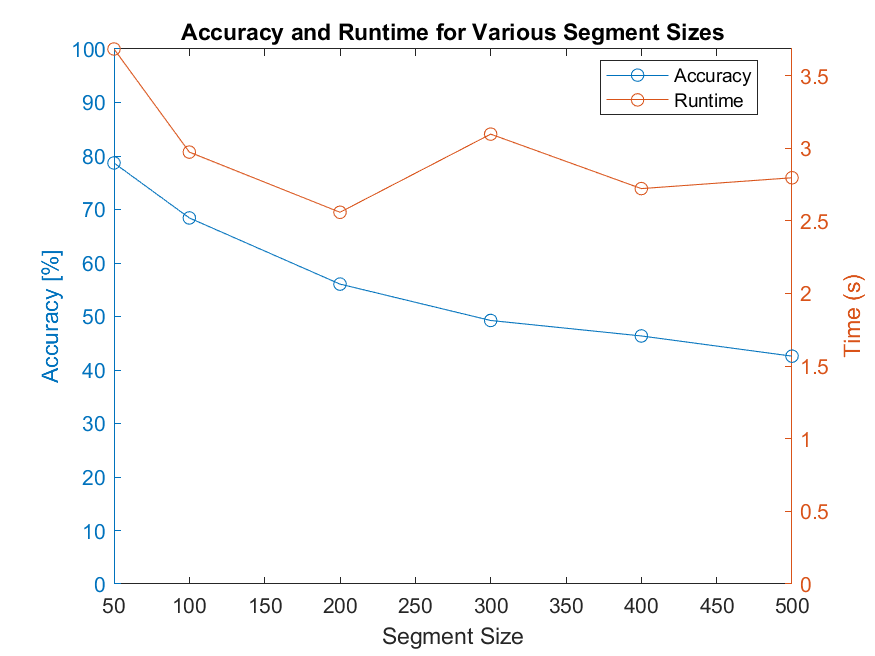 Accuracy and Runtime for Various Segment Sizes
Accuracy
Runtime
Accuracy [%]
100
90
80
70
60
50
40
30
20
10
0
3.5
3
2.5
2
1.5
1
0.5
0
Time (s)
50 100 150 200 250 300 350 400 450 500
Segment Size